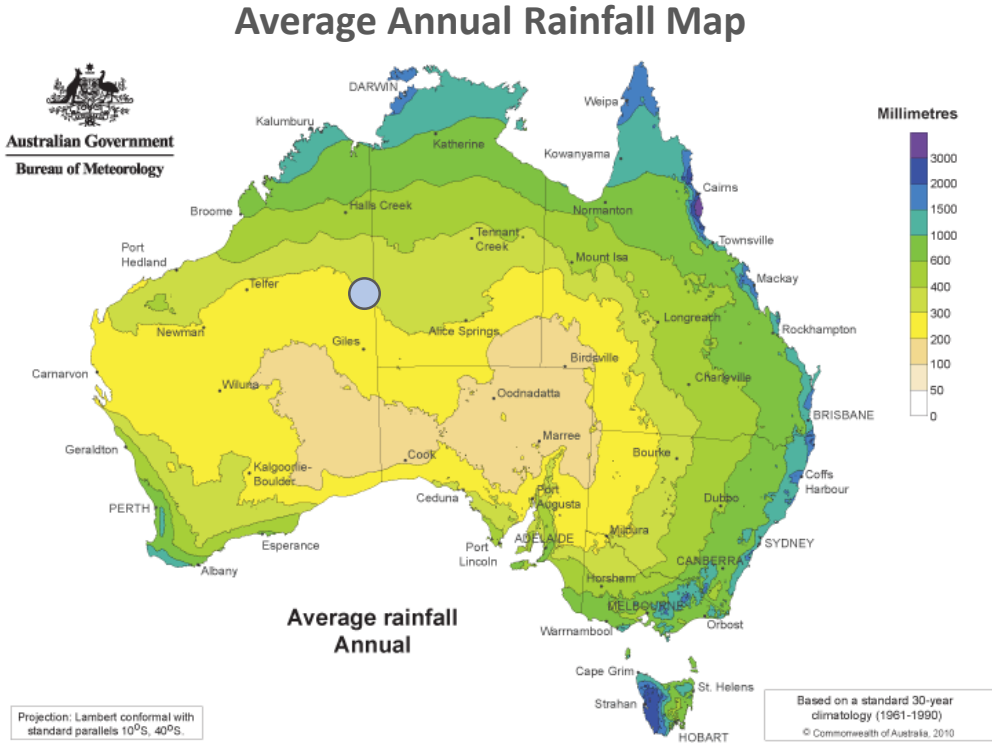 Average Annual Rainfall Map
Australian Government
Bureau of Meteorology
DARWIN
Weipa
Kalumburu
Katherine
Kowanyama
Cairns
Broome
Halls Creek
Normanton
Tennant
Creek
Townsville
Port
Hedland
Mount Isa
Telfer
Mackay
Newman
Longreach
Alice Springs
Rockhampton
Giles
Birdsville
Carnarvon
Wiluna
Charleville
Oodnadatta
BRISBANE
Marree
Geraldton
Cook
Bourke
Kalgoorlie-
Boulder
Coffs
Harbour
Ceduna
Port
Augusta
Dubbo
PERTH
Mildura
ADELAIDE
SYDNEY
Esperance
Port
Lincoln
CANBERRA
Albany
Horsham
MELBOURNE
Orbost
Warrnambool
Cape Grim
St. Helens
Strahan
HOBART
Millimetres
3000
2000
1500
1000
600
400
300
200
100
50
0
Average rainfall
Annual
Projection: Lambert conformal with
standard parallels 10ºS, 40ºS.
Based on a standard 30-year
climatology (1961-1990)
© Commonwealth of Australia, 2010